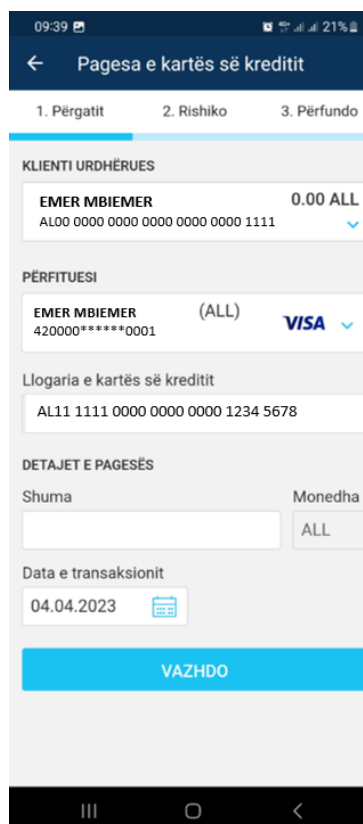 09:39 21%
Pagesa e kartës së kreditit
1. Përgatit 2. Rishiko 3. Përfundo
KLIENTI URDHËRUES
EMER MBIEMER 0.00 ALL
AL00 0000 0000 0000 0000 0000 1111
PËRFITUESI
EMER MBIEMER (ALL)
420000******0001 VISA
Llogaria e kartës së kreditit
AL11 1111 0000 0000 0000 1234 5678
DETAJET E PAGESËS
Shuma Monedha
ALL
Data e transaksionit
04.04.2023
VAZHDO